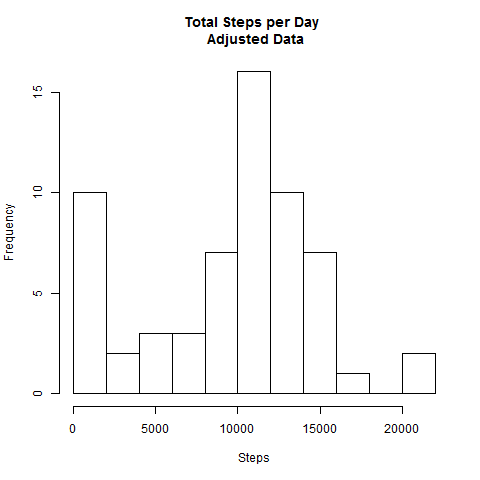 Total Steps per Day
Adjusted Data
15
10
5
0
Frequency
0 5000 10000 15000 20000
Steps